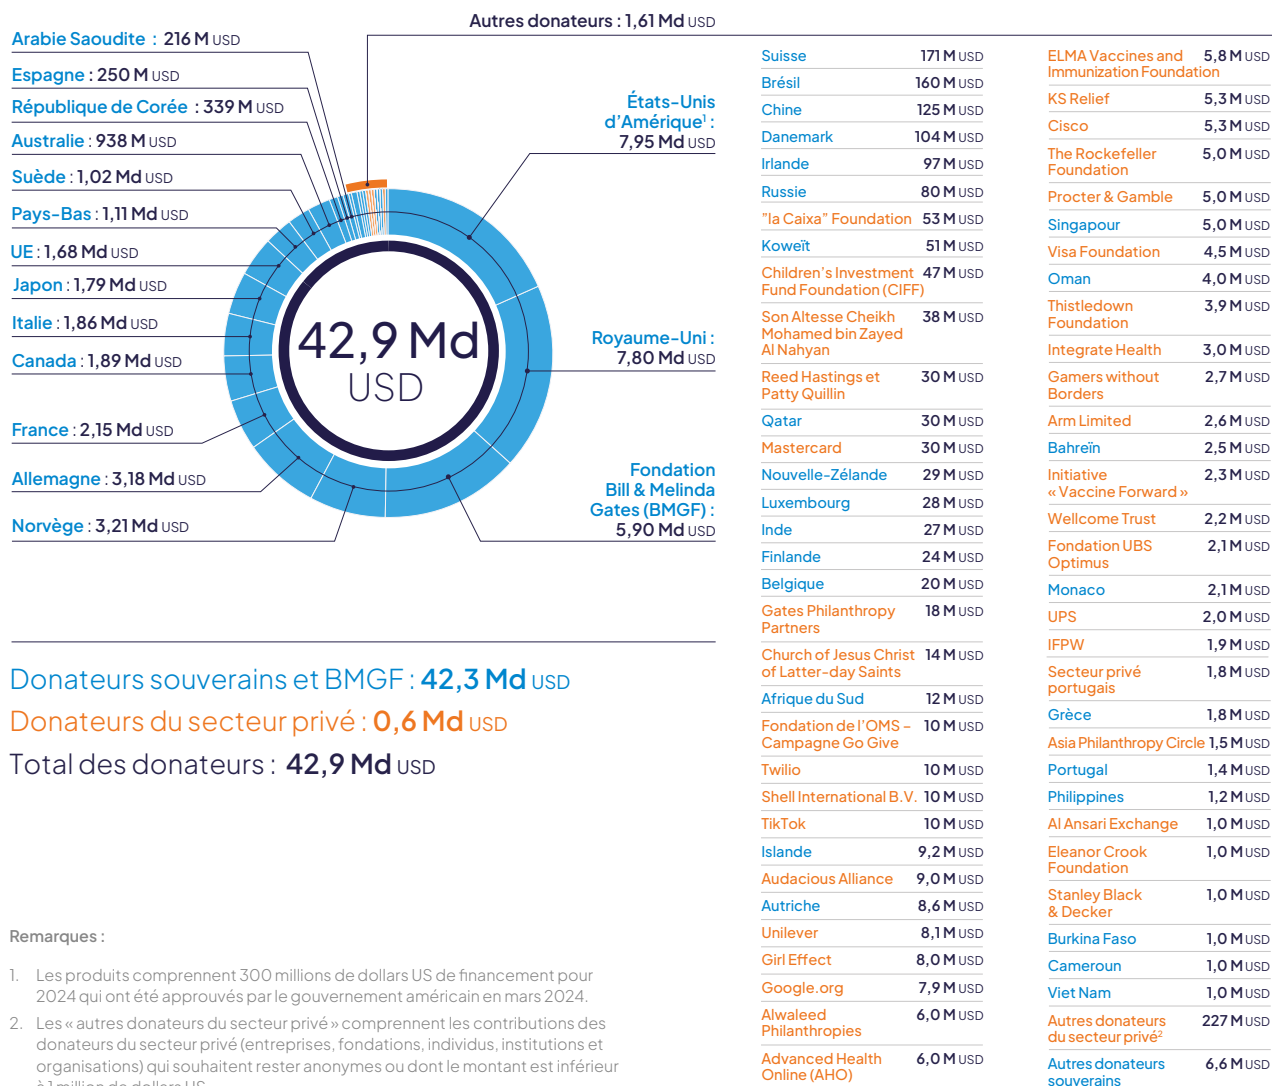 Autres donateurs : 1,61 Md USD
Arabie Saoudite : 216 M USD
Espagne : 250 M USD
République de Corée : 339 M USD
Australie : 938 M USD
Suède : 1,02 Md USD
Pays-Bas : 1,11 Md USD
UE : 1,68 Md USD
Japon : 1,79 Md USD
Italie : 1,86 Md USD
Canada : 1,89 Md USD
France : 2,15 Md USD
Allemagne : 3,18 Md USD
Norvège : 3,21 Md USD
42,9 Md
USD
États-Unis
d’Amérique¹ :
7,95 Md USD
Royaume-Uni :
7,80 Md USD
Fondation
Bill & Melinda
Gates (BMGF) :
5,90 Md USD
Donateurs souverains et BMGF : 42,3 Md USD
Donateurs du secteur privé : 0,6 Md USD
Total des donateurs : 42,9 Md USD
Remarques :
1. Les produits comprennent 300 millions de dollars US de financement pour
2024 qui ont été approuvés par le gouvernement américain en mars 2024.
2. Les « autres donateurs du secteur privé » comprennent les contributions des
donateurs du secteur privé (entreprises, fondations, individus, institutions et
organisations) qui souhaitent rester anonymes ou dont le montant est inférieur
à 1 million de dollars US.
Suisse 171 M USD
Brésil 160 M USD
Chine 125 M USD
Danemark 104 M USD
Irlande 97 M USD
Russie 80 M USD
”la Caixa” Foundation 53 M USD
Koweït 51 M USD
Children’s Investment 47 M USD
Fund Foundation (CIFF)
Son Altesse Cheikh 38 M USD
Mohamed bin Zayed
Al Nahyan
Reed Hastings et 30 M USD
Patty Quillin
Qatar 30 M USD
Mastercard 30 M USD
Nouvelle-Zélande 29 M USD
Luxembourg 28 M USD
Inde 27 M USD
Finlande 24 M USD
Belgique 20 M USD
Gates Philanthropy 18 M USD
Partners
Church of Jesus Christ 14 M USD
of Latter-day Saints
Afrique du Sud 12 M USD
Fondation de l’OMS – 10 M USD
Campagne Go Give
Twilio 10 M USD
Shell International B.V. 10 M USD
TikTok 10 M USD
Islande 9,2 M USD
Audacious Alliance 9,0 M USD
Autriche 8,6 M USD
Unilever 8,1 M USD
Girl Effect 8,0 M USD
Google.org 7,9 M USD
Alwaleed 6,0 M USD
Philanthropies
Advanced Health 6,0 M USD
Online (AHO)
ELMA Vaccines and 5,8 M USD
Immunization Foundation
KS Relief 5,3 M USD
Cisco 5,3 M USD
The Rockefeller 5,0 M USD
Foundation
Procter & Gamble 5,0 M USD
Singapour 5,0 M USD
Visa Foundation 4,5 M USD
Oman 4,0 M USD
Thistledown 3,9 M USD
Foundation
Integrate Health 3,0 M USD
Gamers without 2,7 M USD
Borders
Arm Limited 2,6 M USD
Bahreïn 2,5 M USD
Initiative 2,3 M USD
« Vaccine Forward »
Wellcome Trust 2,2 M USD
Fondation UBS 2,1 M USD
Optimus
Monaco 2,1 M USD
UPS 2,0 M USD
IFPW 1,9 M USD
Secteur privé 1,8 M USD
portugais
Grèce 1,8 M USD
Asia Philanthropy Circle 1,5 M USD
Portugal 1,4 M USD
Philippines 1,2 M USD
Al Ansari Exchange 1,0 M USD
Eleanor Crook 1,0 M USD
Foundation
Stanley Black 1,0 M USD
& Decker
Burkina Faso 1,0 M USD
Cameroun 1,0 M USD
Viet Nam 1,0 M USD
Autres donateurs 227 M USD
du secteur privé²
Autres donateurs 6,6 M USD
souverains